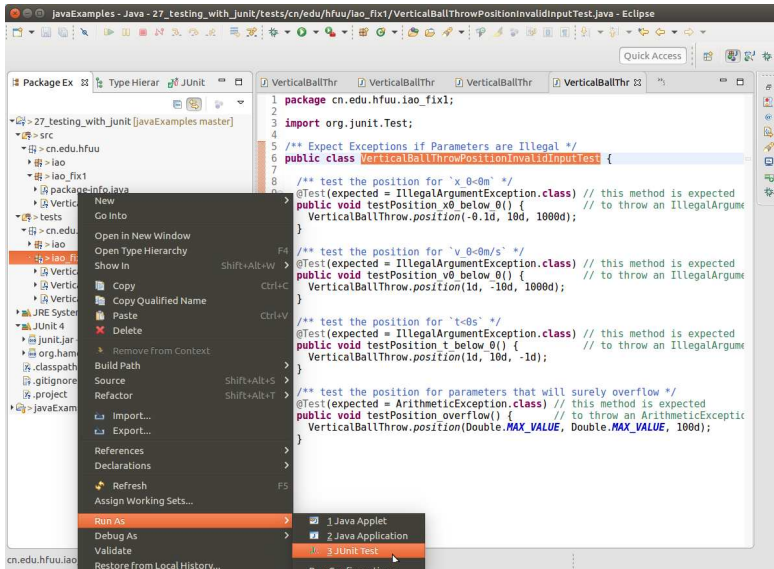 javaExamples - Java - 27_testing_with_junit/tests/cn/edu/hfuu/iao_fix1/VerticalBallThrowPositionInvalidInputTest.java - Eclipse
Quick Access
Package Ex
Type Hierar
JUnit
> 27_testing_with_junit [javaExamples master]
> src
> cn.edu.hfuu
> iao
> iao_fix1
> package-info.java
> Vertica
> tests
> cn.edu.
> iao
> iao_fi
> Vertic
> Vertic
> Vertic
JRE System
JUnit 4
junit.jar -
org.hamc
.classpath
.gitignore
.project
> javaExam
New
Go Into
Open in New Window
Open Type Hierarchy F4
Show In Shift+Alt+W
Copy Ctrl+C
Copy Qualified Name
Paste Ctrl+V
Delete
Remove from Context
Build Path
Source Shift+Alt+S
Refactor Shift+Alt+T
Import...
Export...
References
Declarations
Refresh F5
Assign Working Sets...
Run As
Debug As
Validate
Restore from Local History...
1 Java Applet
2 Java Application
3 JUnit Test
VerticalBallThr
VerticalBallThr
VerticalBallThr
VerticalBallThr
1 package cn.edu.hfuu.iao_fix1;
2
3 import org.junit.Test;
4
5 /** Expect Exceptions if Parameters are Illegal */
6 public class VerticalBallThrowPositionInvalidInputTest {
7
8 /** test the position for `x_0<0m` */
@Test(expected = IllegalArgumentException.class) // this method is expected
public void testPosition_x0_below_0() { // to throw an IllegalArgume
VerticalBallThrow.position(-0.1d, 10d, 1000d);
}
/** test the position for `v_0<0m/s` */
@Test(expected = IllegalArgumentException.class) // this method is expected
public void testPosition_v0_below_0() { // to throw an IllegalArgume
VerticalBallThrow.position(1d, -10d, 1000d);
}
/** test the position for `t<0s` */
@Test(expected = IllegalArgumentException.class) // this method is expected
public void testPosition_t_below_0() { // to throw an IllegalArgume
VerticalBallThrow.position(1d, 10d, -1d);
}
/** test the position for parameters that will surely overflow */
@Test(expected = ArithmeticException.class) // this method is expected
public void testPosition_overflow() { // to throw an ArithmeticExceptio
VerticalBallThrow.position(Double.MAX_VALUE, Double.MAX_VALUE, 100d);
}
cn.edu.hfuu.iao